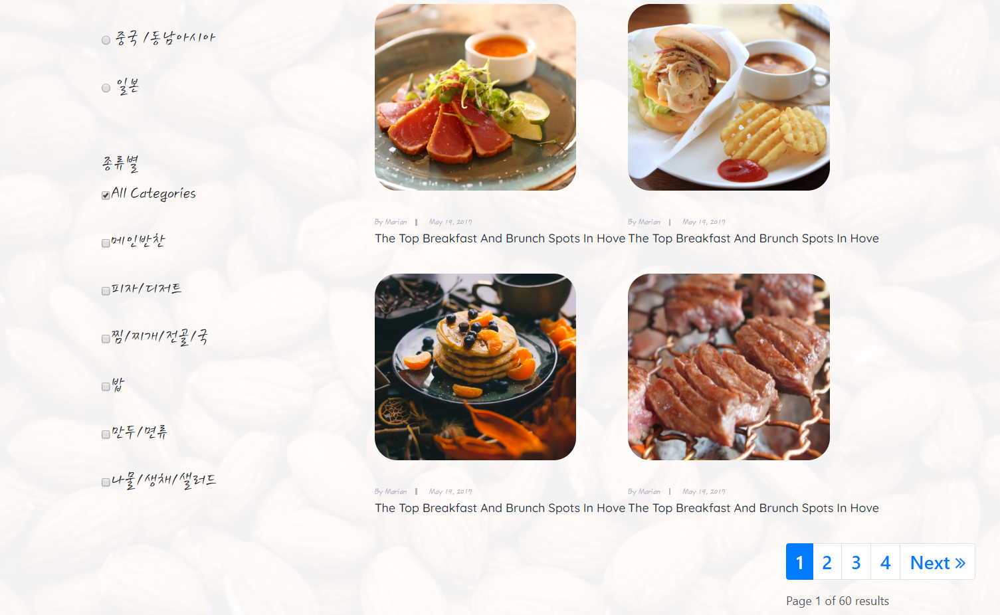 중국 /동남아시아
일본
종류별
All Categories
메인반찬
피자/디저트
찜/찌개/전골/국
밥
만두/면류
나물/생채/샐러드
By Marian | May 19, 2017
The Top Breakfast And Brunch Spots In Hove
By Marian | May 19, 2017
The Top Breakfast And Brunch Spots In Hove
By Marian | May 19, 2017
The Top Breakfast And Brunch Spots In Hove
By Marian | May 19, 2017
The Top Breakfast And Brunch Spots In Hove
1 2 3 4 Next »
Page 1 of 60 results